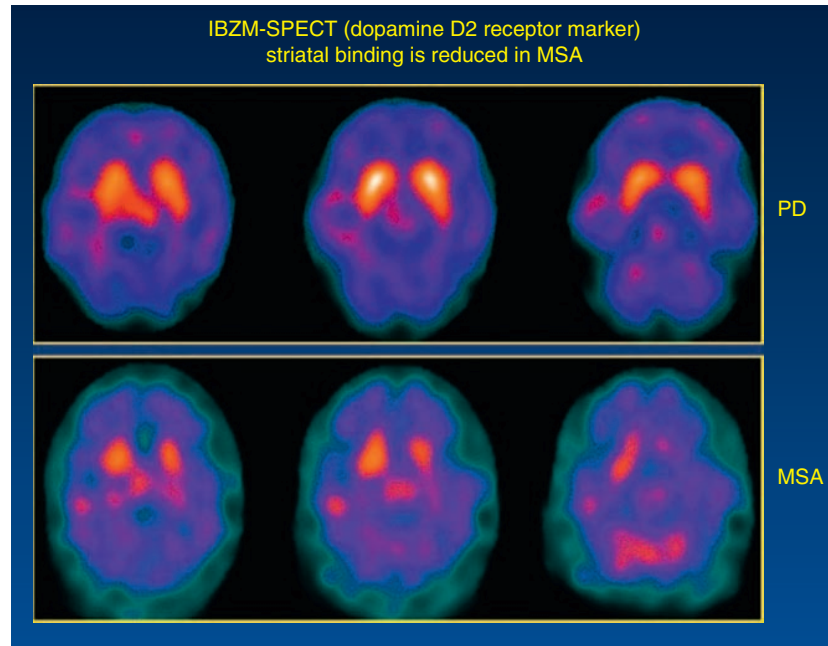 IBZM-SPECT (dopamine D2 receptor marker)
striatal binding is reduced in MSA
PD
MSA